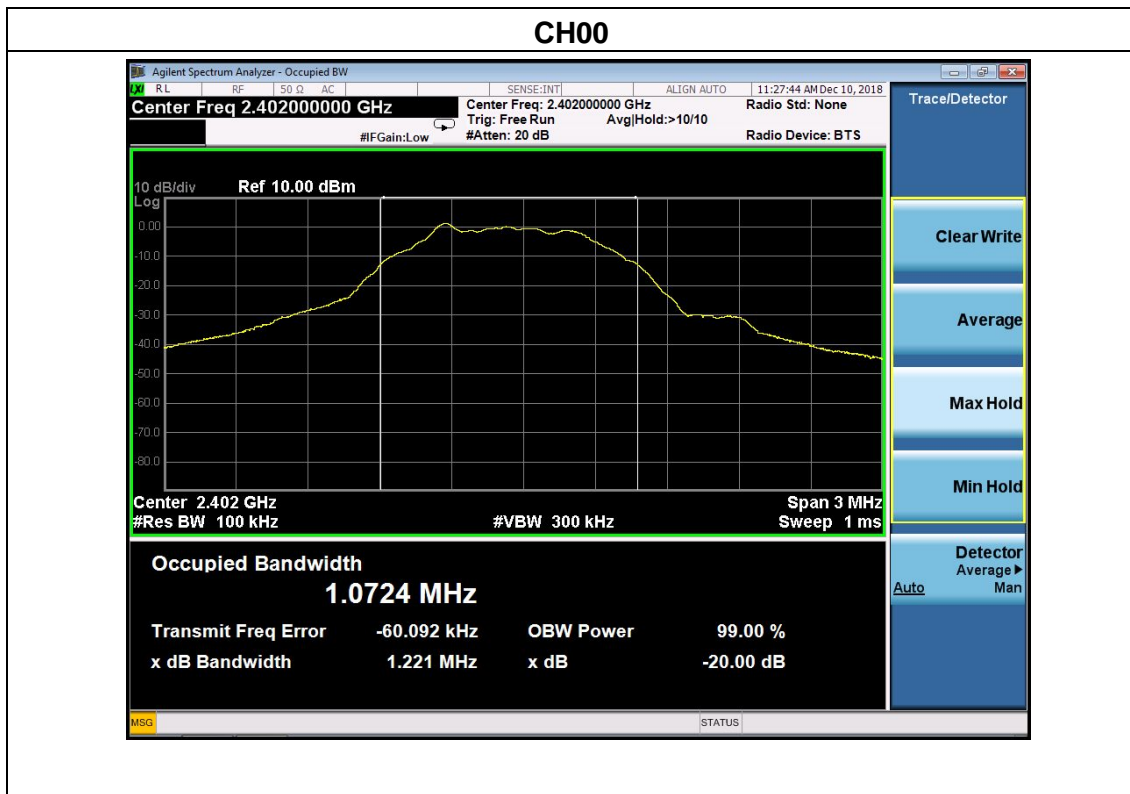 CH00
Agilent Spectrum Analyzer - Occupied BW
LXI RL RF 50 Ω AC SENSE:INT ALIGN AUTO 11:27:44 AM Dec 10, 2018
Center Freq 2.402000000 GHz
Center Freq: 2.402000000 GHz Radio Std: None
Trig: Free Run Avg|Hold:>10/10
#IFGain:Low #Atten: 20 dB Radio Device: BTS
Trace/Detector
10 dB/div Ref 10.00 dBm
Log
0.00
-10.0
-20.0
-30.0
-40.0
-50.0
-60.0
-70.0
-80.0
Center 2.402 GHz Span 3 MHz
#Res BW 100 kHz #VBW 300 kHz Sweep 1 ms
Clear Write
Average
Max Hold
Min Hold
Detector
Average▶
Auto Man
Occupied Bandwidth
1.0724 MHz
Transmit Freq Error -60.092 kHz OBW Power 99.00 %
x dB Bandwidth 1.221 MHz x dB -20.00 dB
MSG STATUS